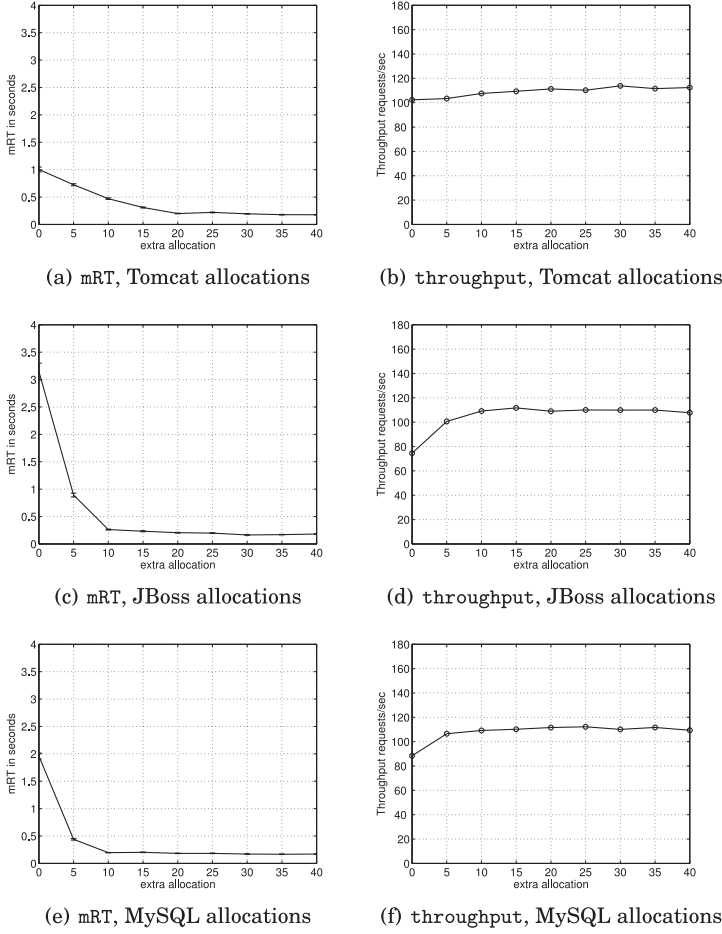 4
3.5
3
2.5
2
1.5
1
0.5
0
mRT in seconds
0 5 10 15 20 25 30 35 40
extra allocation
(a) mRT, Tomcat allocations
180
160
140
120
100
80
60
40
20
0
Throughput requests/sec
0 5 10 15 20 25 30 35 40
extra allocation
(b) throughput, Tomcat allocations
4
3.5
3
2.5
2
1.5
1
0.5
0
mRT in seconds
0 5 10 15 20 25 30 35 40
extra allocation
(c) mRT, JBoss allocations
180
160
140
120
100
80
60
40
20
0
Throughput requests/sec
0 5 10 15 20 25 30 35 40
extra allocation
(d) throughput, JBoss allocations
4
3.5
3
2.5
2
1.5
1
0.5
0
mRT in seconds
0 5 10 15 20 25 30 35 40
extra allocation
(e) mRT, MySQL allocations
180
160
140
120
100
80
60
40
20
0
Throughput requests/sec
0 5 10 15 20 25 30 35 40
extra allocation
(f) throughput, MySQL allocations